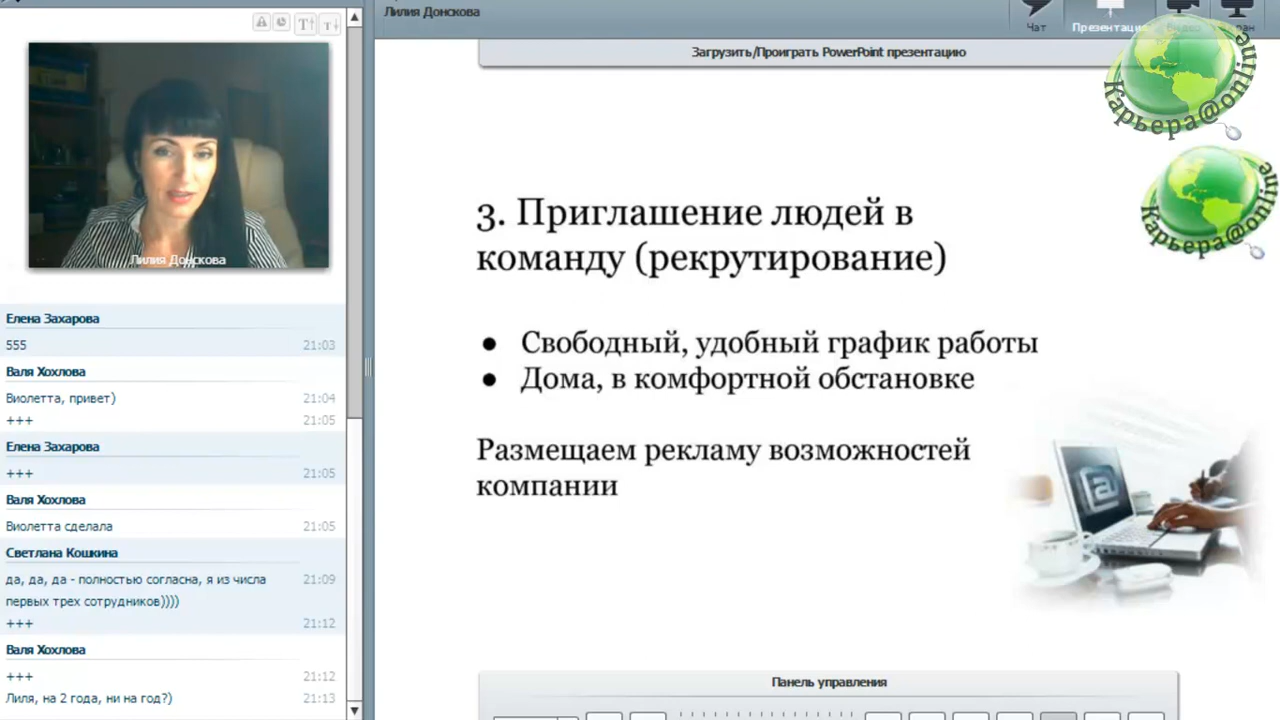 Лилия Донскова
Чат
Презентация
Загрузить/Проиграть PowerPoint презентацию
Карьера@online
Карьера@online
Лилия Донскова
3. Приглашение людей в
команду (рекрутирование)
● Свободный, удобный график работы
● Дома, в комфортной обстановке
Размещаем рекламу возможностей
компании
Елена Захарова
555 21:03
Валя Хохлова
Виолетта, привет) 21:04
+++ 21:05
Елена Захарова
+++ 21:05
Валя Хохлова
Виолетта сделала 21:05
Светлана Кошкина
да, да, да - полностью согласна, я из числа 21:09
первых трех сотрудников))))
+++ 21:12
Валя Хохлова
+++ 21:12
Лиля, на 2 года, ни на год?) 21:13
Панель управления